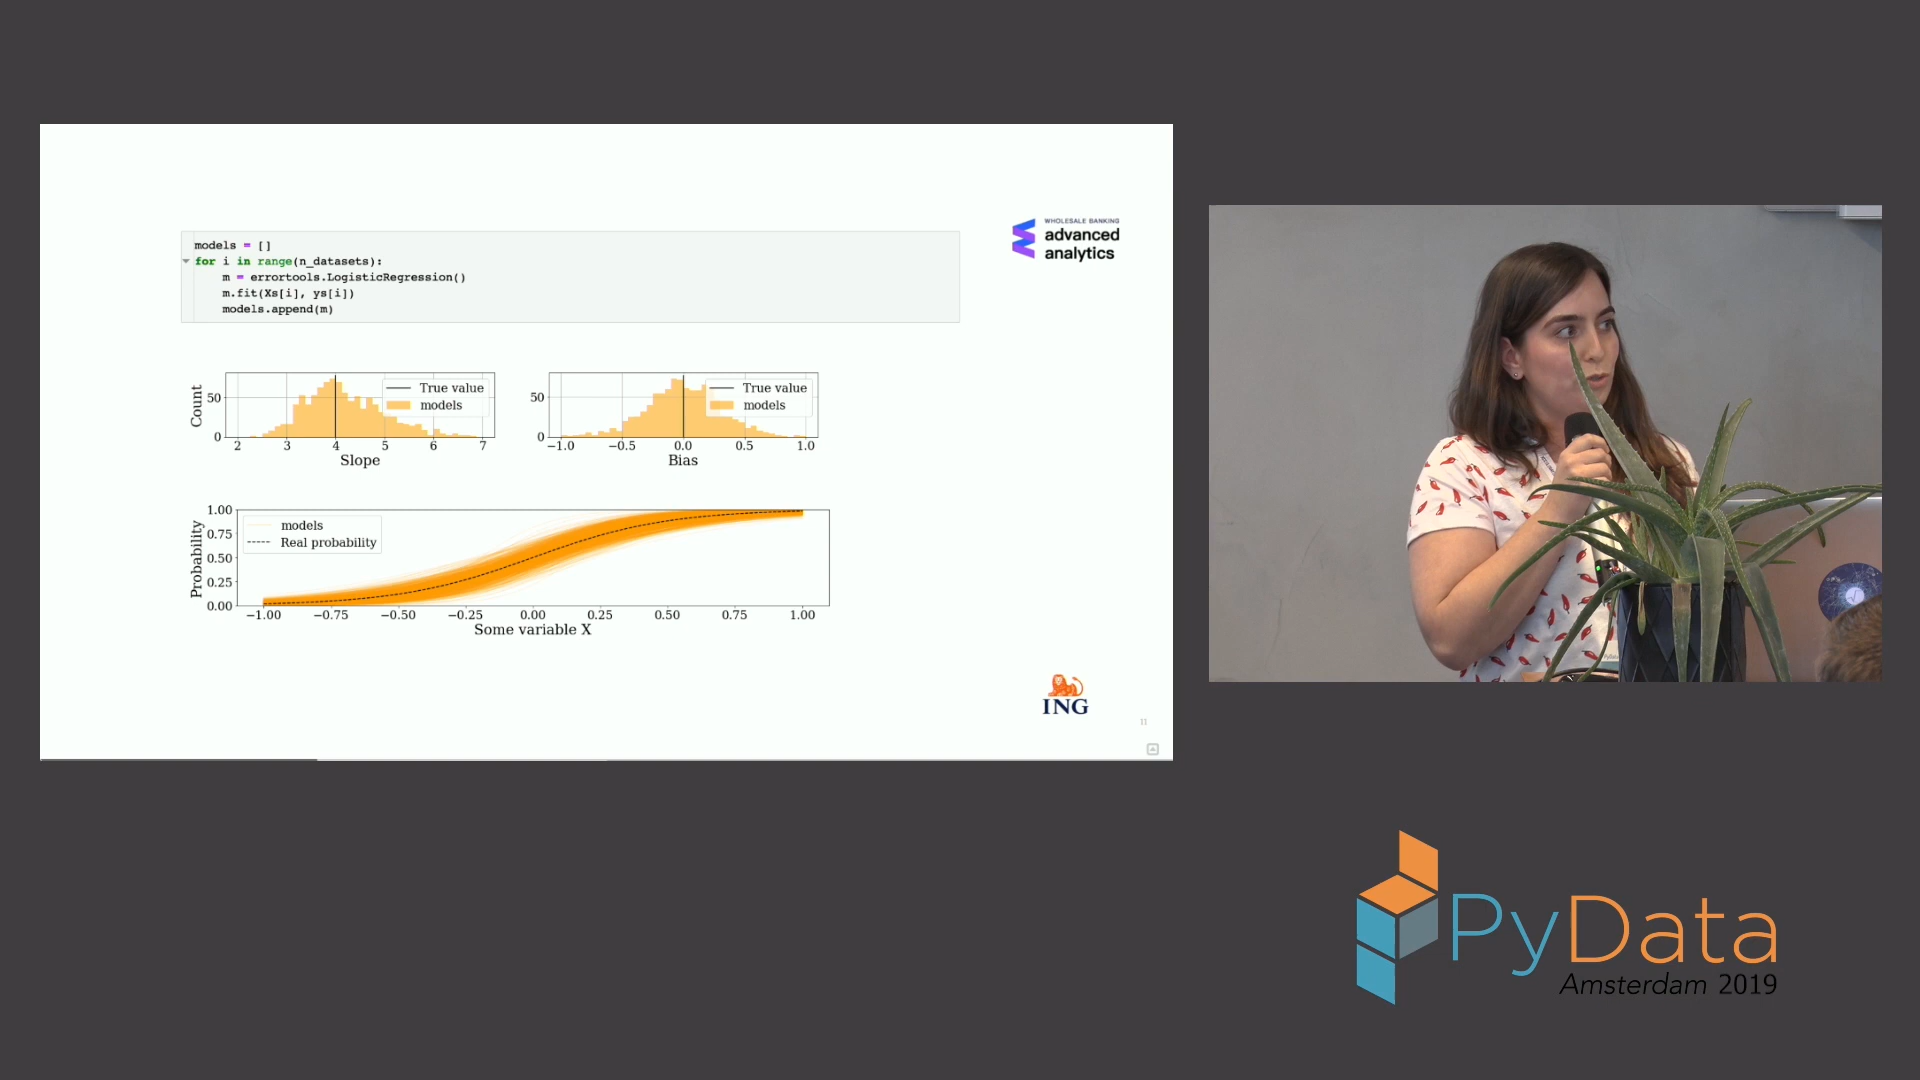 models = []
for i in range(n_datasets):
m = errortools.LogisticRegression()
m.fit(Xs[i], ys[i])
models.append(m)
WHOLESALE BANKING
advanced
analytics
Count
50
0
True value
models
2 3 4 5 6 7
Slope
50
0
True value
models
−1.0 −0.5 0.0 0.5 1.0
Bias
Probability
1.00
0.75
0.50
0.25
0.00
models
Real probability
−1.00 −0.75 −0.50 −0.25 0.00 0.25 0.50 0.75 1.00
Some variable X
ING
11
PyData
Amsterdam 2019